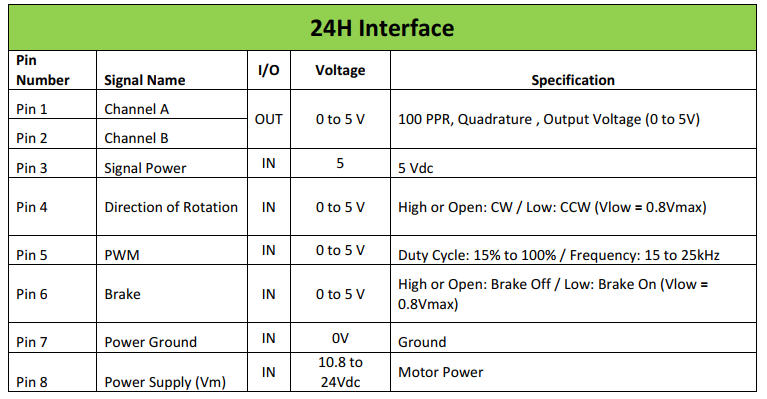 24H Interface
Pin
Number
Signal Name
I/O
Voltage
Specification
Pin 1
Channel A
OUT
0 to 5 V
100 PPR, Quadrature , Output Voltage (0 to 5V)
Pin 2
Channel B
Pin 3
Signal Power
IN
5
5 Vdc
Pin 4
Direction of Rotation
IN
0 to 5 V
High or Open: CW / Low: CCW (Vlow = 0.8Vmax)
Pin 5
PWM
IN
0 to 5 V
Duty Cycle: 15% to 100% / Frequency: 15 to 25kHz
Pin 6
Brake
IN
0 to 5 V
High or Open: Brake Off / Low: Brake On (Vlow =
0.8Vmax)
Pin 7
Power Ground
IN
0V
Ground
Pin 8
Power Supply (Vm)
IN
10.8 to
24Vdc
Motor Power